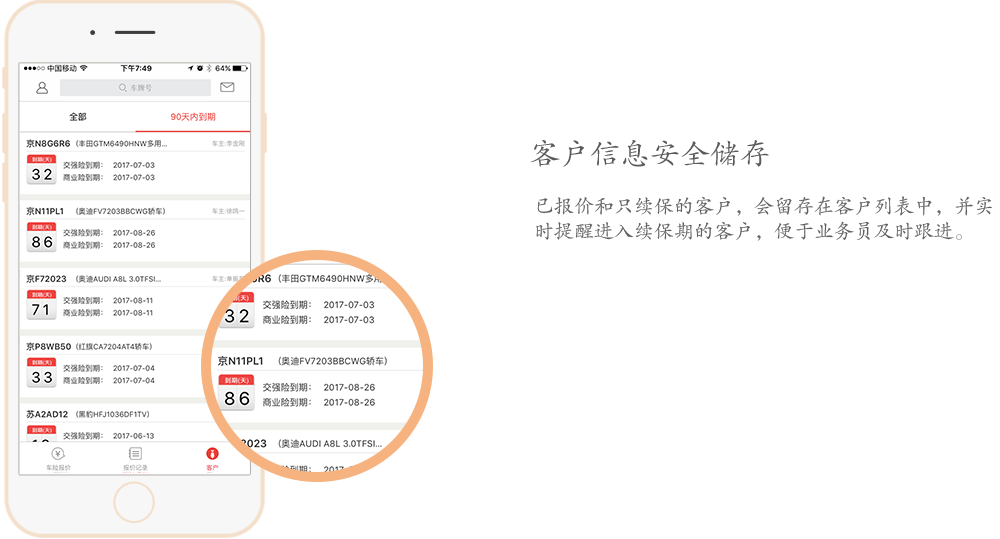 中国移动
下午7:49
64%
车牌号
全部
90天内到期
京N8G6R6（丰田GTM6490HNW多用...
车主:李金刚
到期(天)
32
交强险到期： 2017-07-03
商业险到期： 2017-07-03
京N11PL1（奥迪FV7203BBCWG轿车）
到期(天)
86
交强险到期： 2017-08-26
商业险到期： 2017-08-26
京F72023（奥迪AUDI A8L 3.0TFSI...
到期(天)
71
交强险到期： 2017-08-11
商业险到期： 2017-08-11
京P8WB50（红旗CA7204AT4轿车）
到期(天)
33
交强险到期： 2017-07-04
商业险到期： 2017-07-04
苏A2AD12（黑豹HFJ1036DF1TV）
到期(天)
交强险到期： 2017-06-13
车险报价
报价记录
客户
R6（丰田GTM6490HNW多用
(天)
32
交强险到期： 2017-07-03
商业险到期： 2017-07-03
京N11PL1（奥迪FV7203BBCWG轿车）
到期(天)
86
交强险到期： 2017-08-26
商业险到期： 2017-08-26
2023（奥迪AUDI A8L 3.0TFSI...
险到期： 2017
客户信息安全储存
已报价和只续保的客户，会留存在客户列表中，并实
时提醒进入续保期的客户，便于业务员及时跟进。